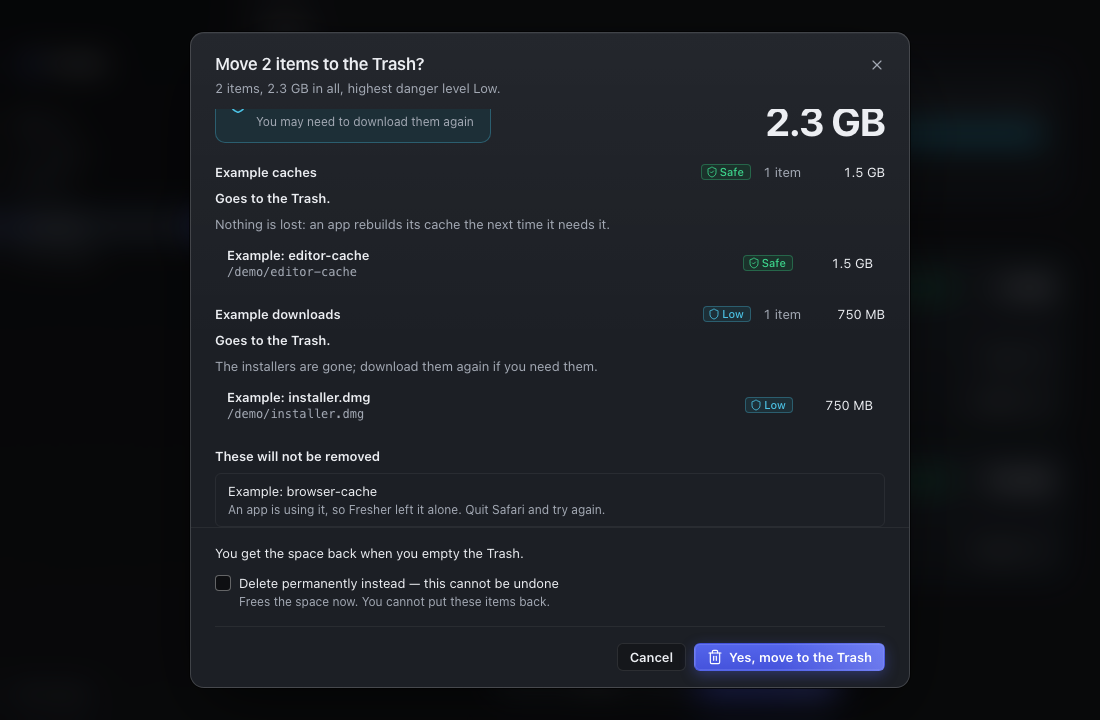 Move 2 items to the Trash?
2 items, 2.3 GB in all, highest danger level Low.
You may need to download them again
2.3 GB
Example caches Safe 1 item 1.5 GB
Goes to the Trash.
Nothing is lost: an app rebuilds its cache the next time it needs it.
Example: editor-cache
/demo/editor-cache
Safe 1.5 GB
Example downloads Low 1 item 750 MB
Goes to the Trash.
The installers are gone; download them again if you need them.
Example: installer.dmg
/demo/installer.dmg
Low 750 MB
These will not be removed
Example: browser-cache
An app is using it, so Fresher left it alone. Quit Safari and try again.
You get the space back when you empty the Trash.
Delete permanently instead — this cannot be undone
Frees the space now. You cannot put these items back.
Cancel Yes, move to the Trash